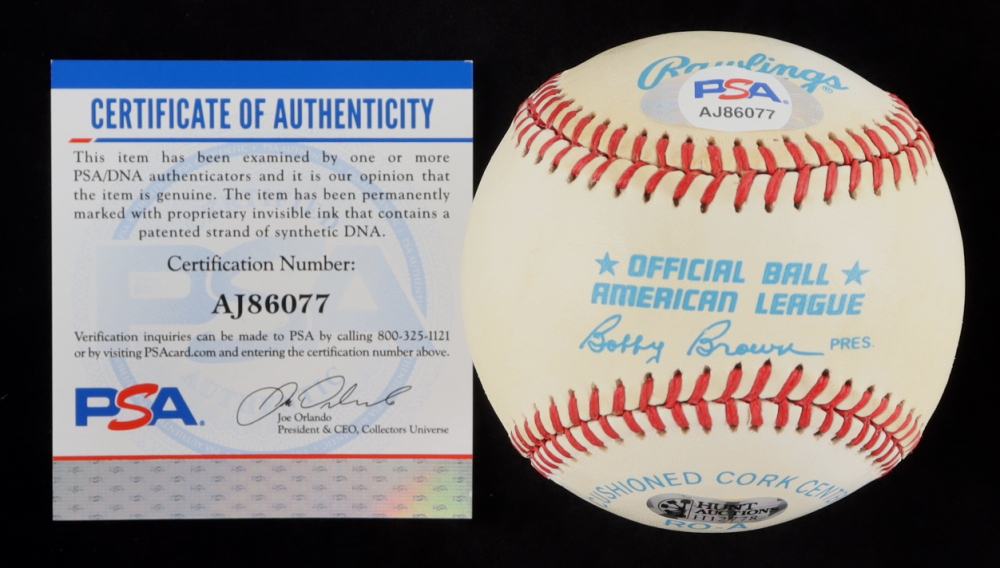 CERTIFICATE OF AUTHENTICITY
This item has been examined by one or more
PSA/DNA authenticators and it is our opinion that
the item is genuine. The item has been permanently
marked with proprietary invisible ink that contains a
patented strand of synthetic DNA.
Certification Number:
AJ86077
Verification inquiries can be made to PSA by calling 800-325-1121
or by visiting PSAcard.com and entering the certification number above.
PSA
Joe Orlando
President & CEO, Collectors Universe
Rawlings®
PSA
AJ86077
★ OFFICIAL BALL ★
AMERICAN LEAGUE
Bobby Brown PRES.
USHIONED CORK CENT
HUNT
AUCTIONS
RO-A